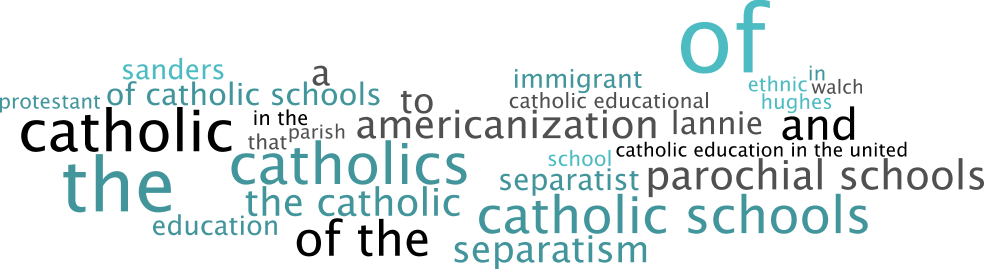 of
sanders
a
immigrant
in
ethnic
walch
protestant
of catholic schools
to
catholic educational
hughes
catholic
in the
that
parish
americanization
lannie
and
the
catholics
school
catholic education in the united
separatist
parochial schools
the catholic
catholic schools
education
of the
separatism